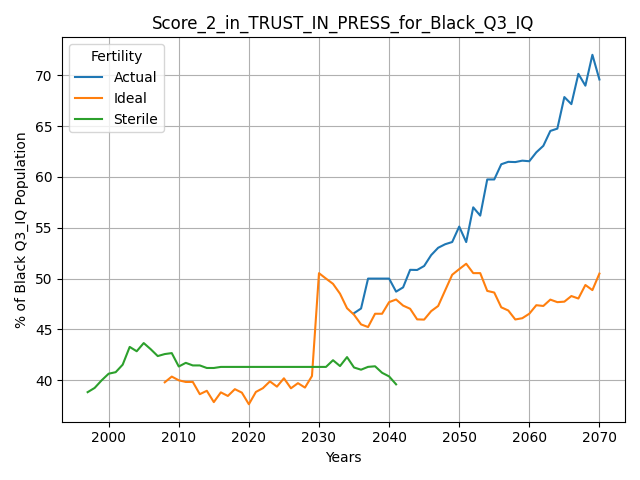 Score_2_in_TRUST_IN_PRESS_for_Black_Q3_IQ
Fertility
Actual
Ideal
Sterile
% of Black Q3_IQ Population
70
65
60
55
50
45
40
2000
2010
2020
2030
2040
2050
2060
2070
Years